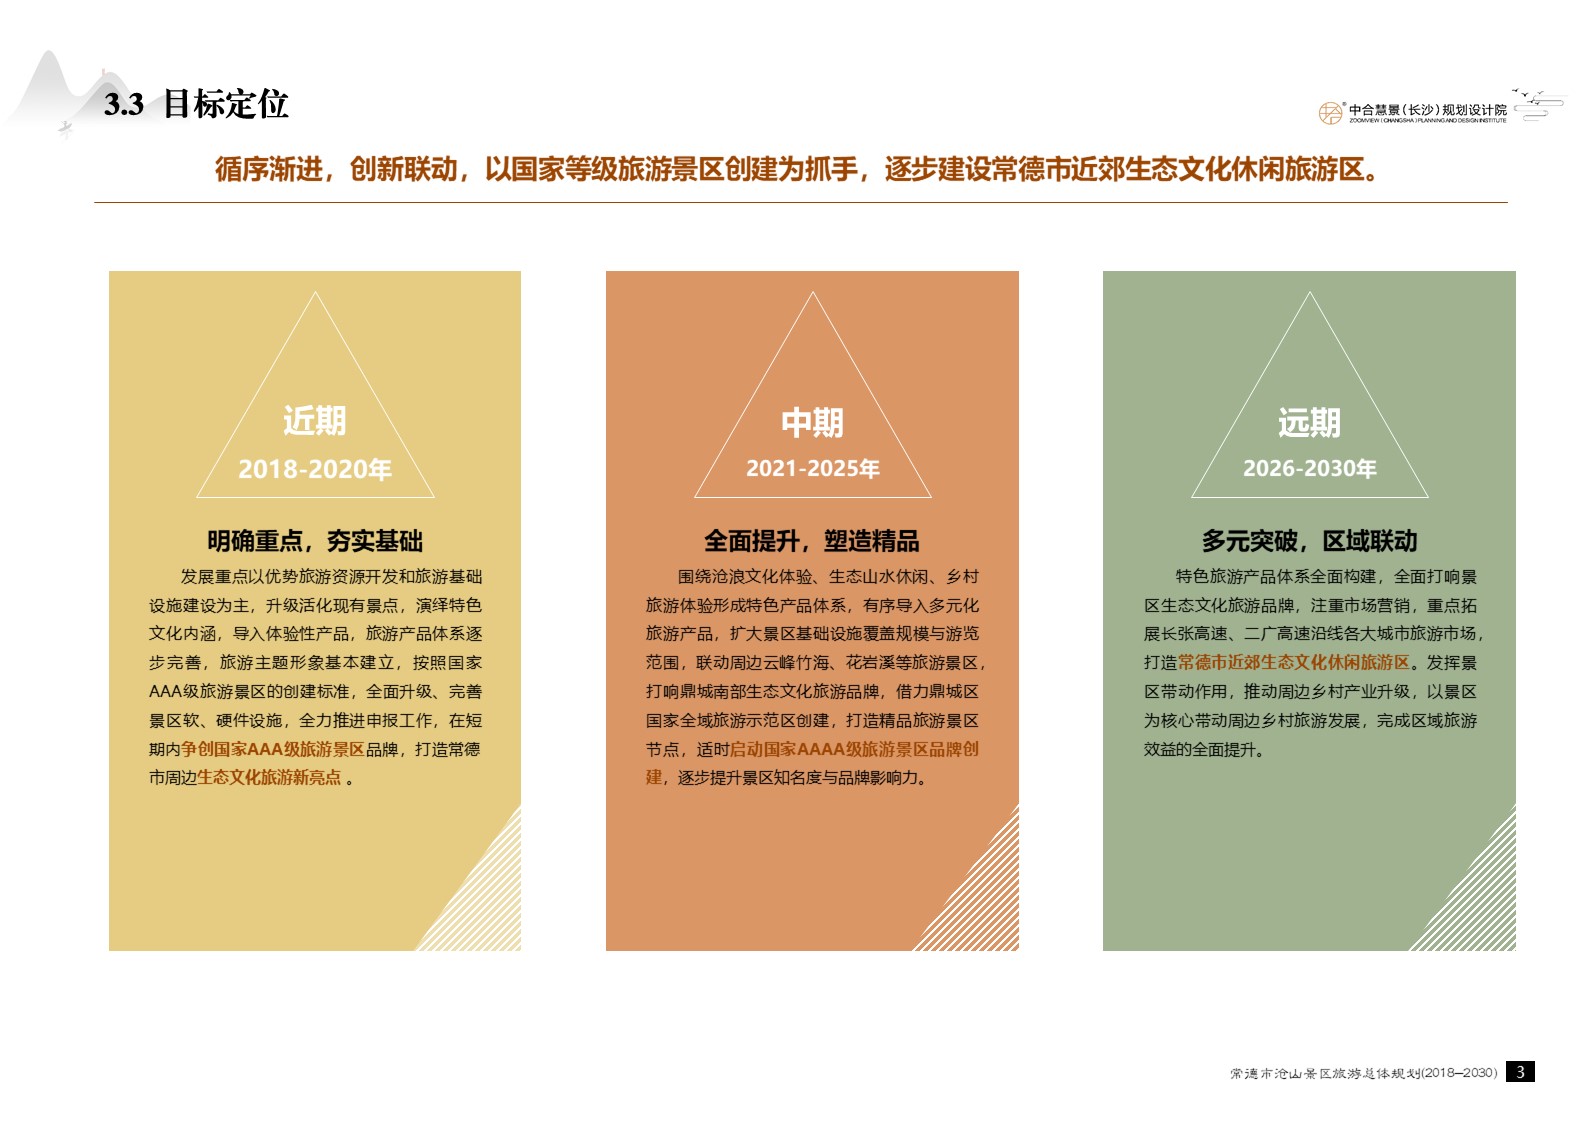 3.3 目标定位
中合慧景（长沙）规划设计院
ZOOMVIEW (CHANGSHA) PLANNING AND DESIGN INSTITUTE
循序渐进，创新联动，以国家等级旅游景区创建为抓手，逐步建设常德市近郊生态文化休闲旅游区。
近期
2018-2020年
明确重点，夯实基础
发展重点以优势旅游资源开发和旅游基础
设施建设为主，升级活化现有景点，演绎特色
文化内涵，导入体验性产品，旅游产品体系逐
步完善，旅游主题形象基本建立，按照国家
AAA级旅游景区的创建标准，全面升级、完善
景区软、硬件设施，全力推进申报工作，在短
期内争创国家AAA级旅游景区品牌，打造常德
市周边生态文化旅游新亮点 。
中期
2021-2025年
全面提升，塑造精品
围绕沧浪文化体验、生态山水休闲、乡村
旅游体验形成特色产品体系，有序导入多元化
旅游产品，扩大景区基础设施覆盖规模与游览
范围，联动周边云峰竹海、花岩溪等旅游景区，
打响鼎城南部生态文化旅游品牌，借力鼎城区
国家全域旅游示范区创建，打造精品旅游景区
节点，适时启动国家AAAA级旅游景区品牌创
建，逐步提升景区知名度与品牌影响力。
远期
2026-2030年
多元突破，区域联动
特色旅游产品体系全面构建，全面打响景
区生态文化旅游品牌，注重市场营销，重点拓
展长张高速、二广高速沿线各大城市旅游市场，
打造常德市近郊生态文化休闲旅游区。发挥景
区带动作用，推动周边乡村产业升级，以景区
为核心带动周边乡村旅游发展，完成区域旅游
效益的全面提升。
常德市沧山景区旅游总体规划(2018—2030) 3